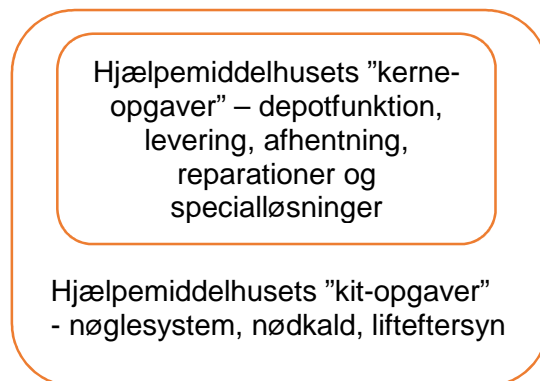 Hjælpemiddelhusets ”kerne-
opgaver” – depotfunktion,
levering, afhentning,
reparationer og
specialløsninger
Hjælpemiddelhusets ”kit-opgaver”
- nøglesystem, nødkald, lifteftersyn